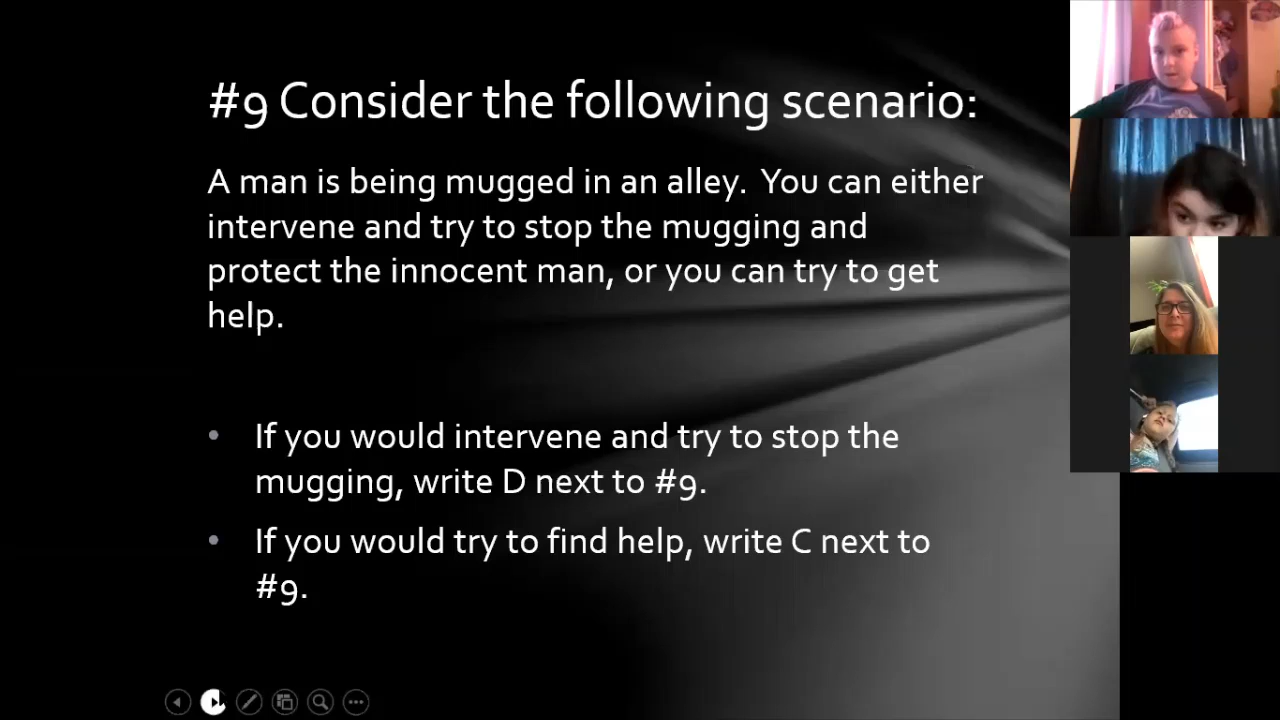 #9 Consider the following scenario:
A man is being mugged in an alley.  You can either
intervene and try to stop the mugging and
protect the innocent man, or you can try to get
help.
• If you would intervene and try to stop the
mugging, write D next to #9.
• If you would try to find help, write C next to
#9.